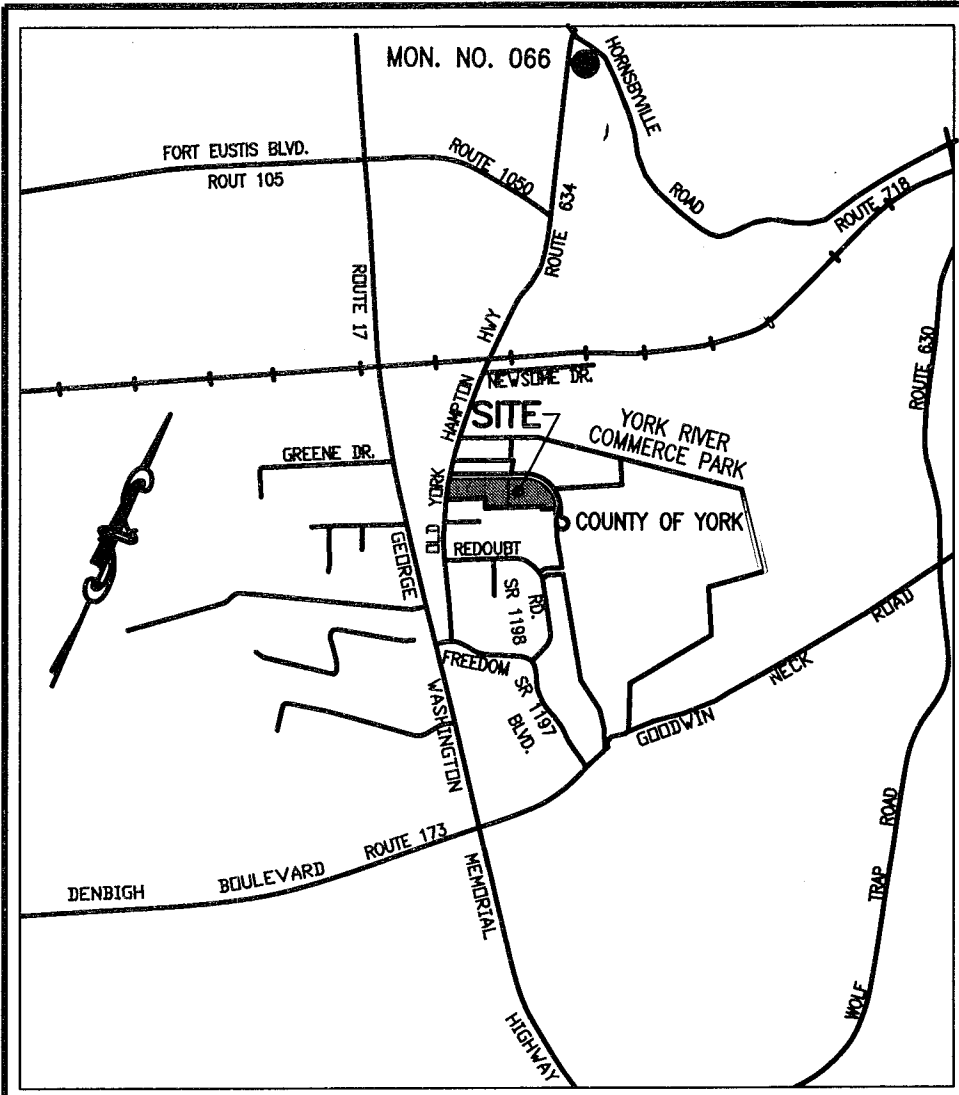 MON. NO. 066
HORNSBYVILLE
ROAD
FORT EUSTIS BLVD.
ROUT 105
ROUTE 1050
ROUTE 634
ROUTE 718
ROUTE 17
HWY
HAMPTON
YORK
OLD
NEWSOME DR.
ROUTE 630
SITE
YORK RIVER
COMMERCE PARK
GREENE DR.
COUNTY OF YORK
REDOUBT
RD.
SR 1198
GEORGE
WASHINGTON
MEMORIAL
HIGHWAY
FREEDOM
SR 1197
BLVD.
GOODWIN
NECK
ROAD
DENBIGH
BOULEVARD
ROUTE 173
WOLF
TRAP
ROAD